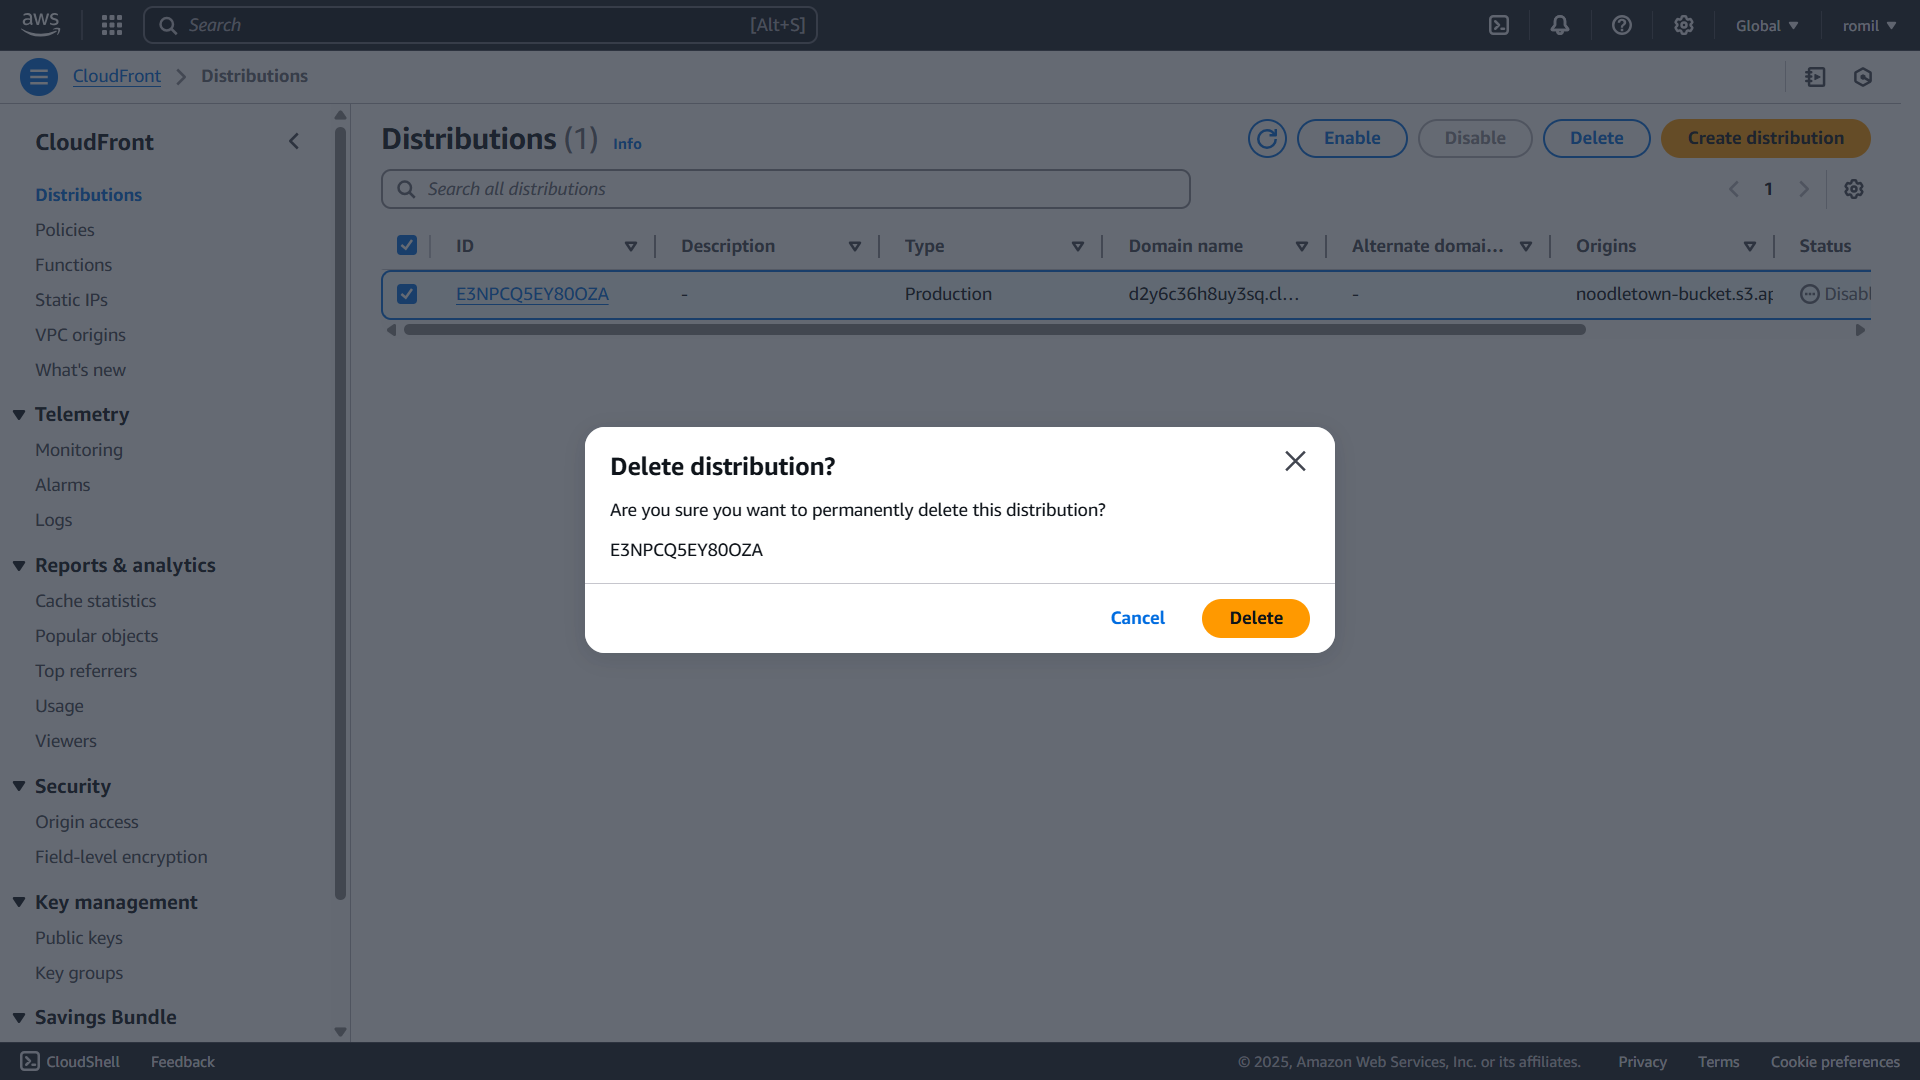 aws
Search
[Alt+S]
Global
romil
CloudFront
Distributions
CloudFront
Distributions
Policies
Functions
Static IPs
VPC origins
What's new
Telemetry
Monitoring
Alarms
Logs
Reports & analytics
Cache statistics
Popular objects
Top referrers
Usage
Viewers
Security
Origin access
Field-level encryption
Key management
Public keys
Key groups
Savings Bundle
Distributions (1) Info
Enable
Disable
Delete
Create distribution
Search all distributions
1
ID
Description
Type
Domain name
Alternate domai...
Origins
Status
E3NPCQ5EY80OZA
-
Production
d2y6c36h8uy3sq.cl...
-
noodletown-bucket.s3.ap
Disabl
Delete distribution?
Are you sure you want to permanently delete this distribution?
E3NPCQ5EY80OZA
Cancel
Delete
CloudShell
Feedback
© 2025, Amazon Web Services, Inc. or its affiliates.
Privacy
Terms
Cookie preferences